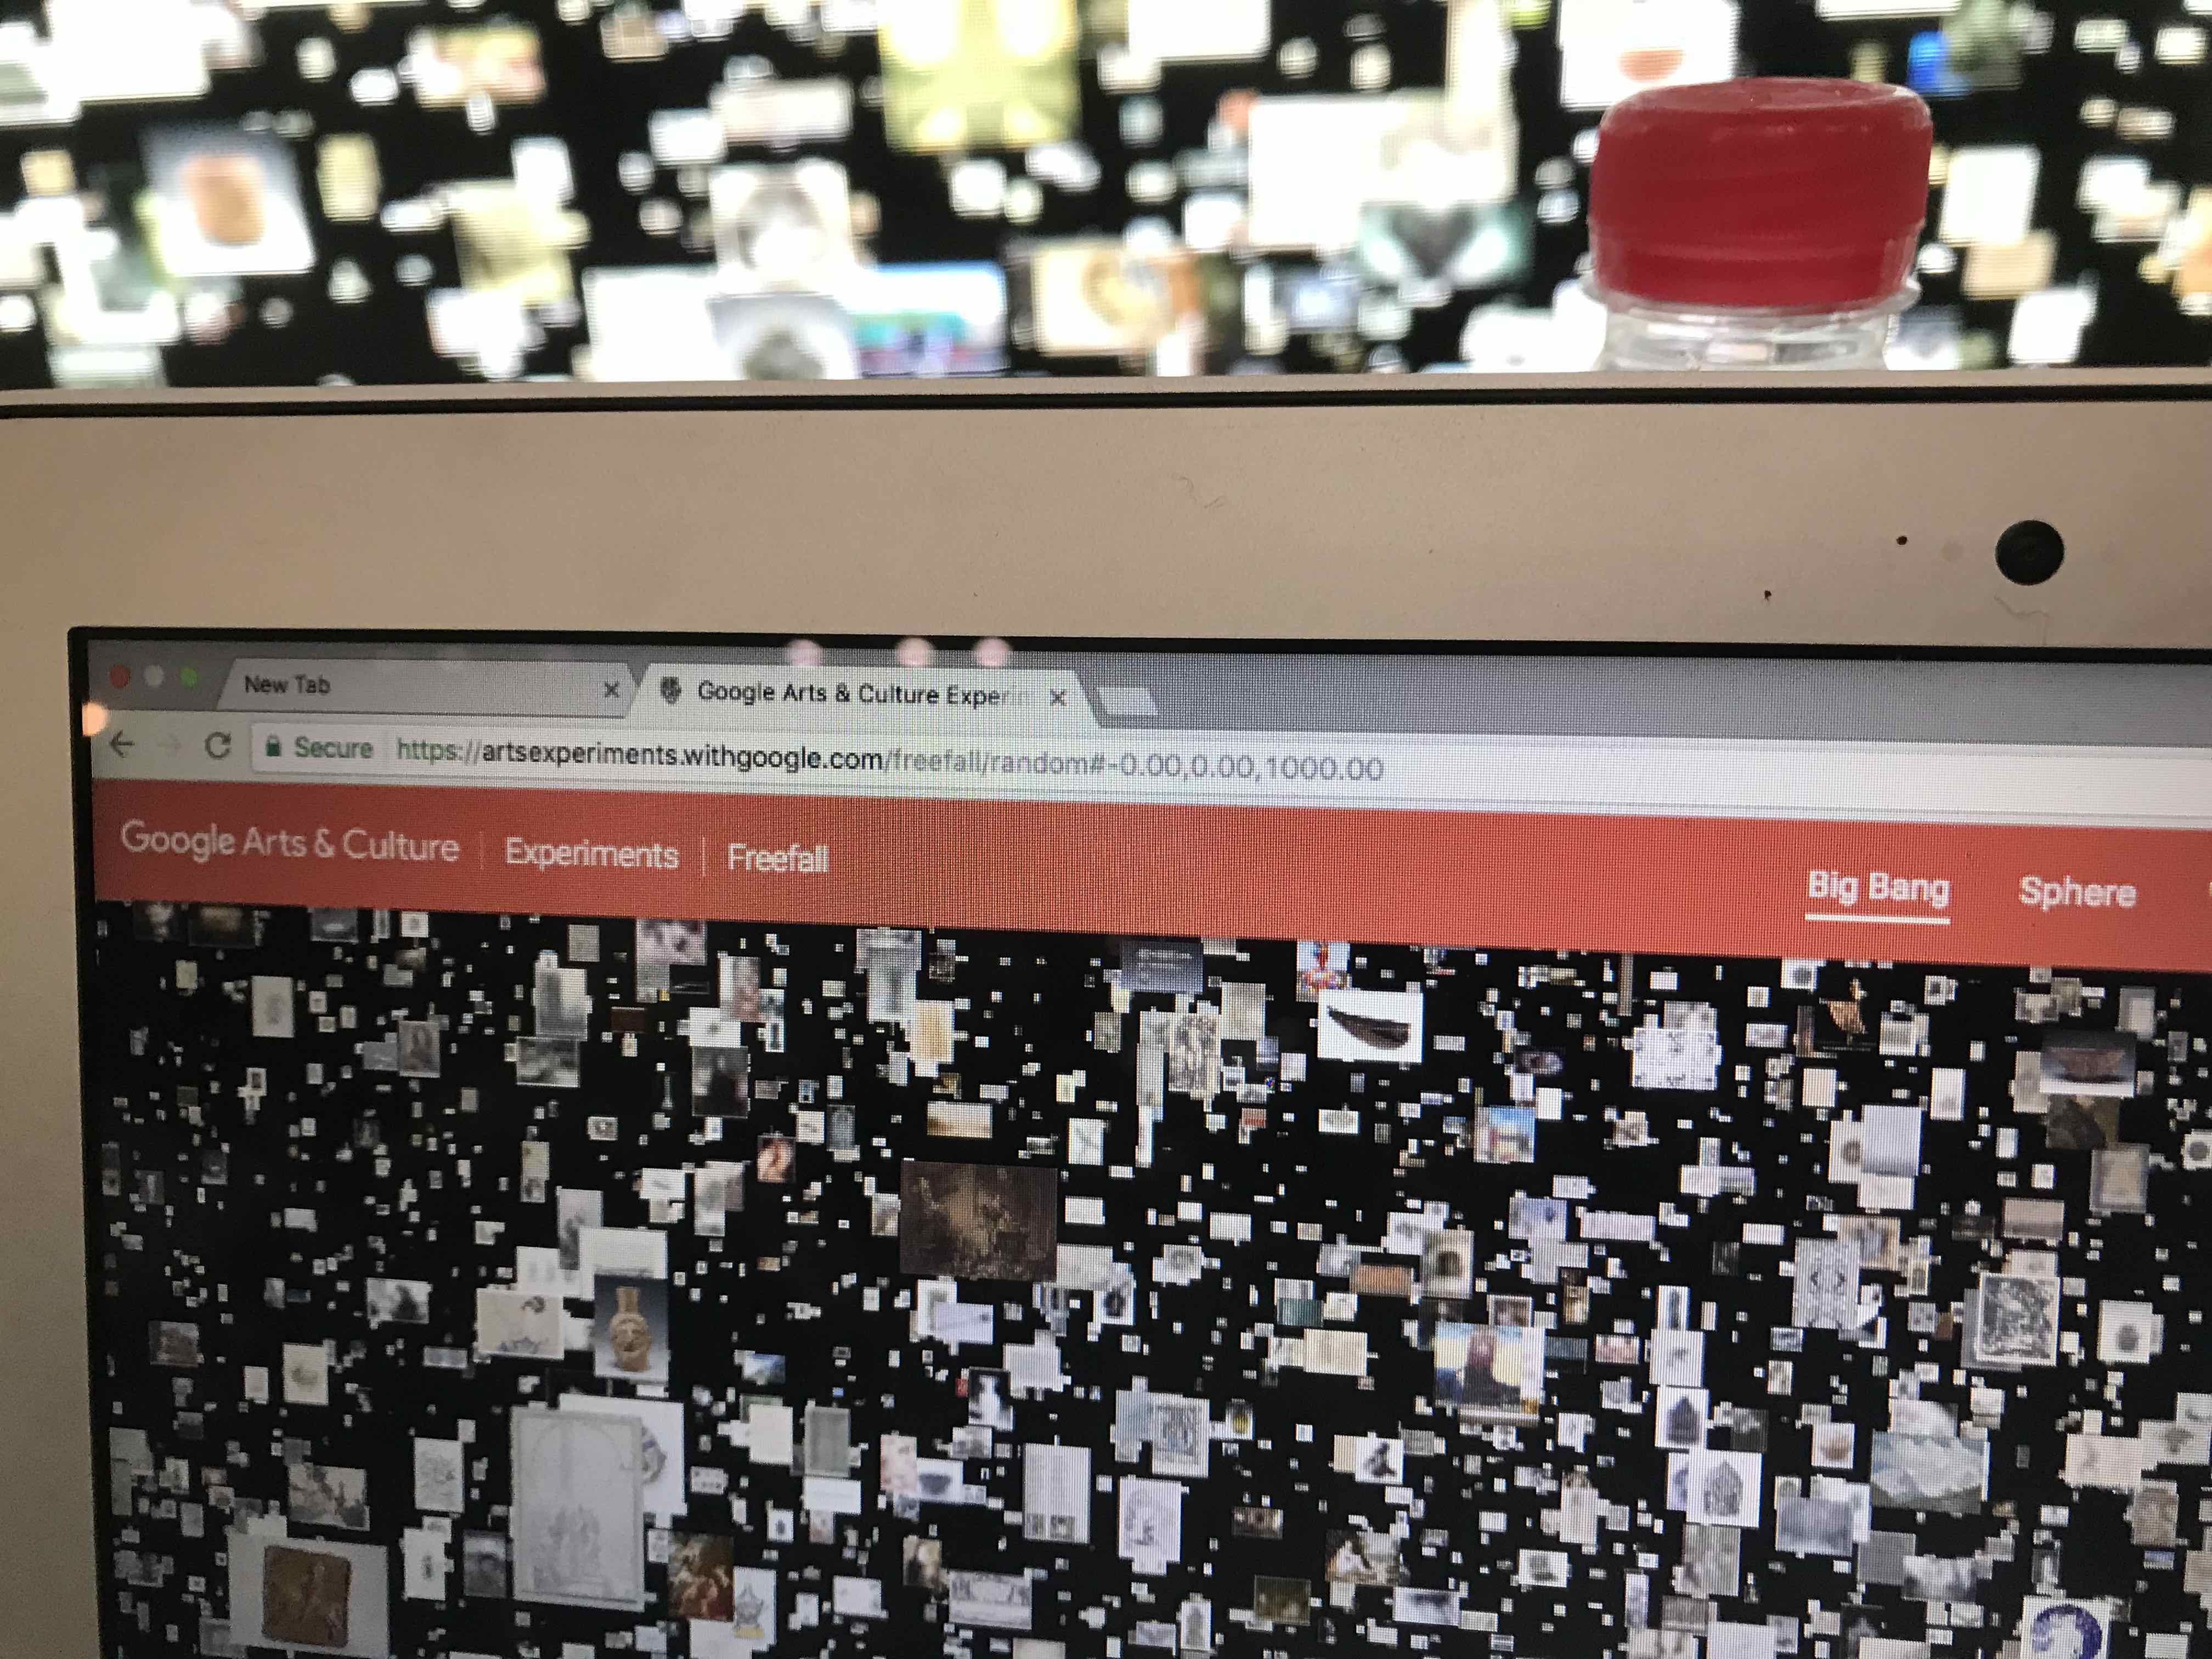 New Tab
Google Arts & Culture Experim
Secure https://artsexperiments.withgoogle.com/freefall/random#-0.00,0.00,1000.00
Google Arts & Culture Experiments Freefall
Big Bang Sphere